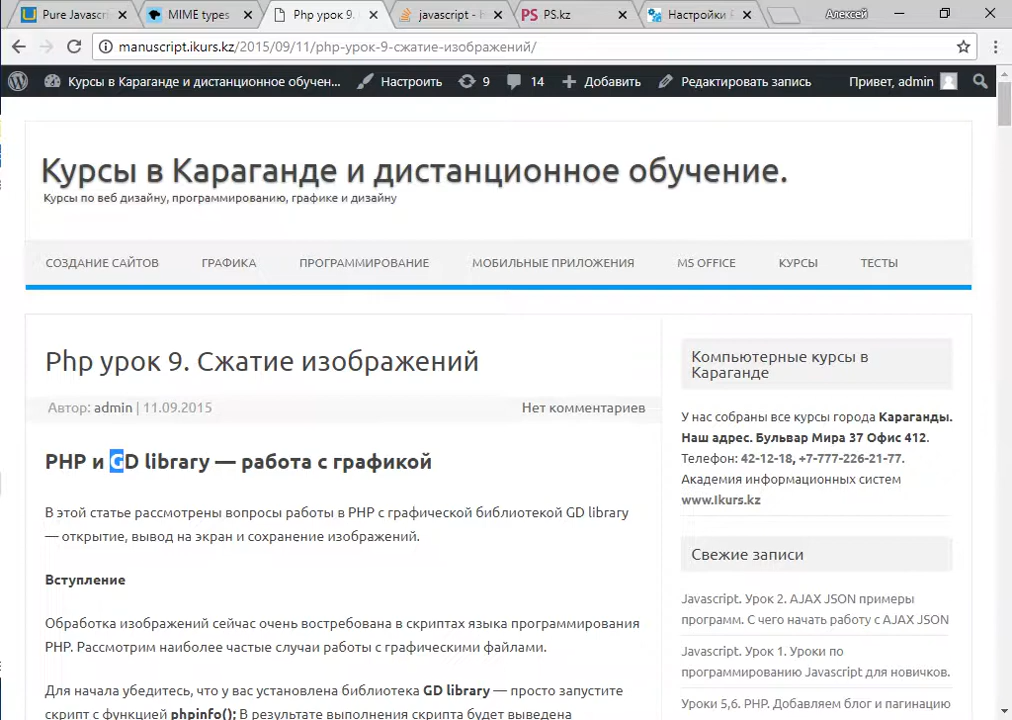 Pure Javasc
MIME types
Php урок 9.
javascript - H
PS PS.kz
Настройки
Алексей
manuscript.ikurs.kz/2015/09/11/php-урок-9-сжатие-изображений/
Курсы в Караганде и дистанционное обучен... Настроить 9 14 Добавить Редактировать запись Привет, admin
Курсы в Караганде и дистанционное обучение.
Курсы по веб дизайну, программированию, графике и дизайну
СОЗДАНИЕ САЙТОВ ГРАФИКА ПРОГРАММИРОВАНИЕ МОБИЛЬНЫЕ ПРИЛОЖЕНИЯ MS OFFICE КУРСЫ ТЕСТЫ
Php урок 9. Сжатие изображений
Автор: admin | 11.09.2015 Нет комментариев
PHP и GD library — работа с графикой
В этой статье рассмотрены вопросы работы в PHP с графической библиотекой GD library
— открытие, вывод на экран и сохранение изображений.
Вступление
Обработка изображений сейчас очень востребована в скриптах языка программирования
PHP. Рассмотрим наиболее частые случаи работы с графическими файлами.
Для начала убедитесь, что у вас установлена библиотека GD library — просто запустите
скрипт с функцией phpinfo(); В результате выполнения скрипта будет выведена
Компьютерные курсы в
Караганде
У нас собраны все курсы города Караганды.
Наш адрес. Бульвар Мира 37 Офис 412.
Телефон: 42-12-18, +7-777-226-21-77.
Академия информационных систем
www.Ikurs.kz
Свежие записи
Javascript. Урок 2. AJAX JSON примеры
программ. С чего начать работу с AJAX JSON
Javascript. Урок 1. Уроки по
программированию Javascript для новичков.
Уроки 5,6. PHP. Добавляем блог и пагинацию